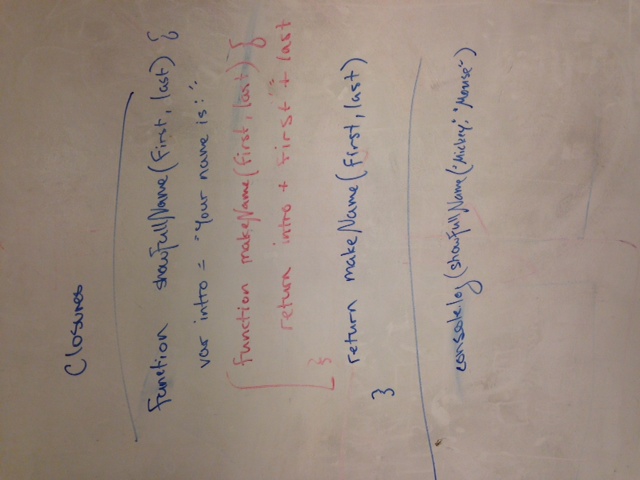 Closures
function showFullName(first, last) {
var intro = "Your name is: "
function makeName(first, last) {
return intro + first " " + last
}
return makeName(first, last)
}
console.log(showFullName("Mickey", "Mouse")